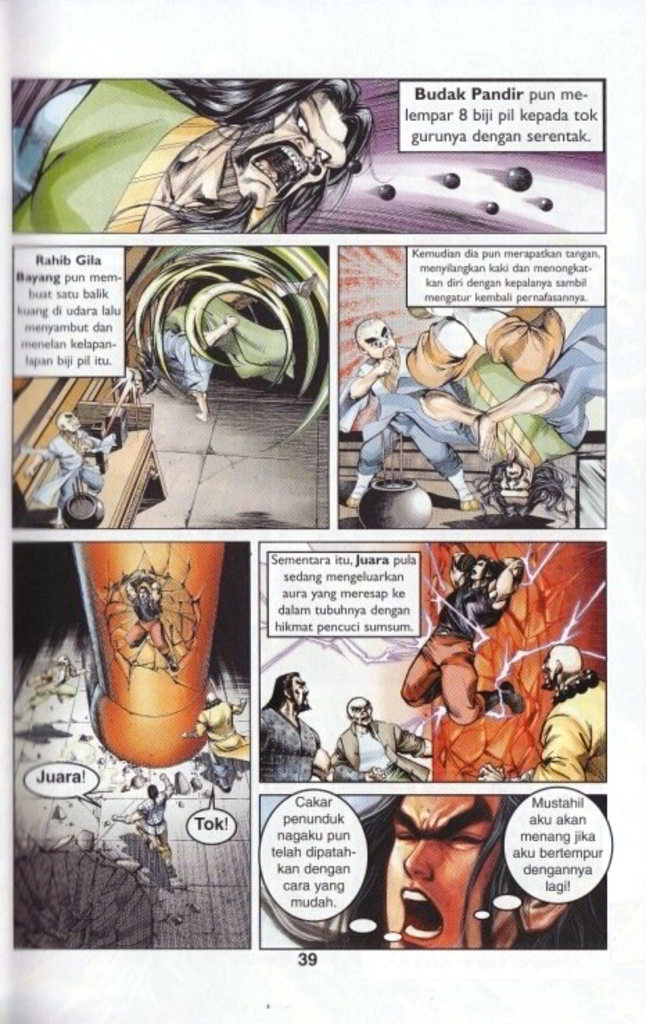 Budak Pandir pun me-
lempar 8 biji pil kepada tok
gurunya dengan serentak.
Rahib Gila
Bayang pun mem-
buat satu balik
kuang di udara lalu
menyambut dan
menelan kelapan-
lapan biji pil itu.
Kemudian dia pun merapatkan tangan,
menyilangkan kaki dan menongkat-
kan diri dengan kepalanya sambil
mengatur kembali pernafasannya.
Juara!
Tok!
Sementara itu, Juara pula
sedang mengeluarkan
aura yang meresap ke
dalam tubuhnya dengan
hikmat pencuci sumsum.
Cakar
penunduk
nagaku pun
telah dipatah-
kan dengan
cara yang
mudah.
Mustahil
aku akan
menang jika
aku bertempur
dengannya
lagi!
39